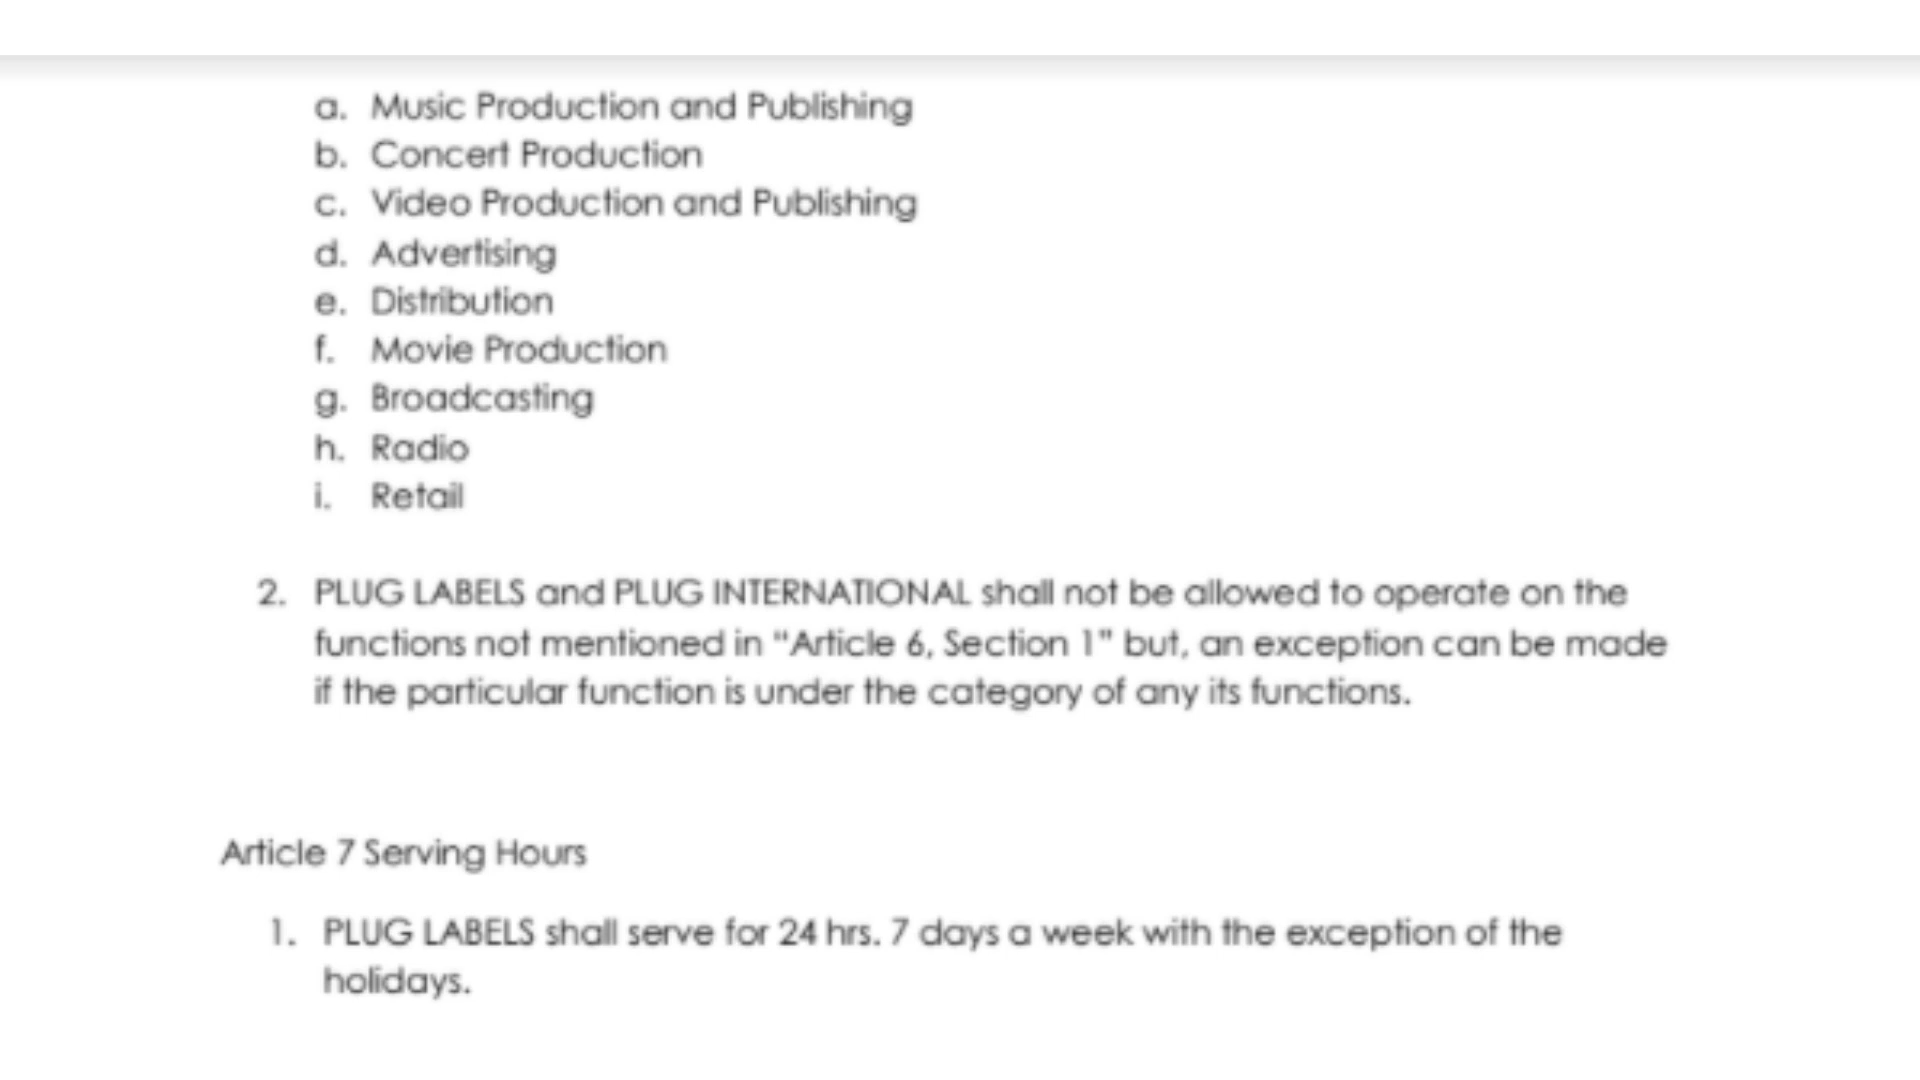 a. Music Production and Publishing
b. Concert Production
c. Video Production and Publishing
d. Advertising
e. Distribution
f. Movie Production
g. Broadcasting
h. Radio
i. Retail
2. PLUG LABELS and PLUG INTERNATIONAL shall not be allowed to operate on the
functions not mentioned in “Article 6, Section 1” but, an exception can be made
if the particular function is under the category of any its functions.
Article 7 Serving Hours
1. PLUG LABELS shall serve for 24 hrs. 7 days a week with the exception of the
holidays.